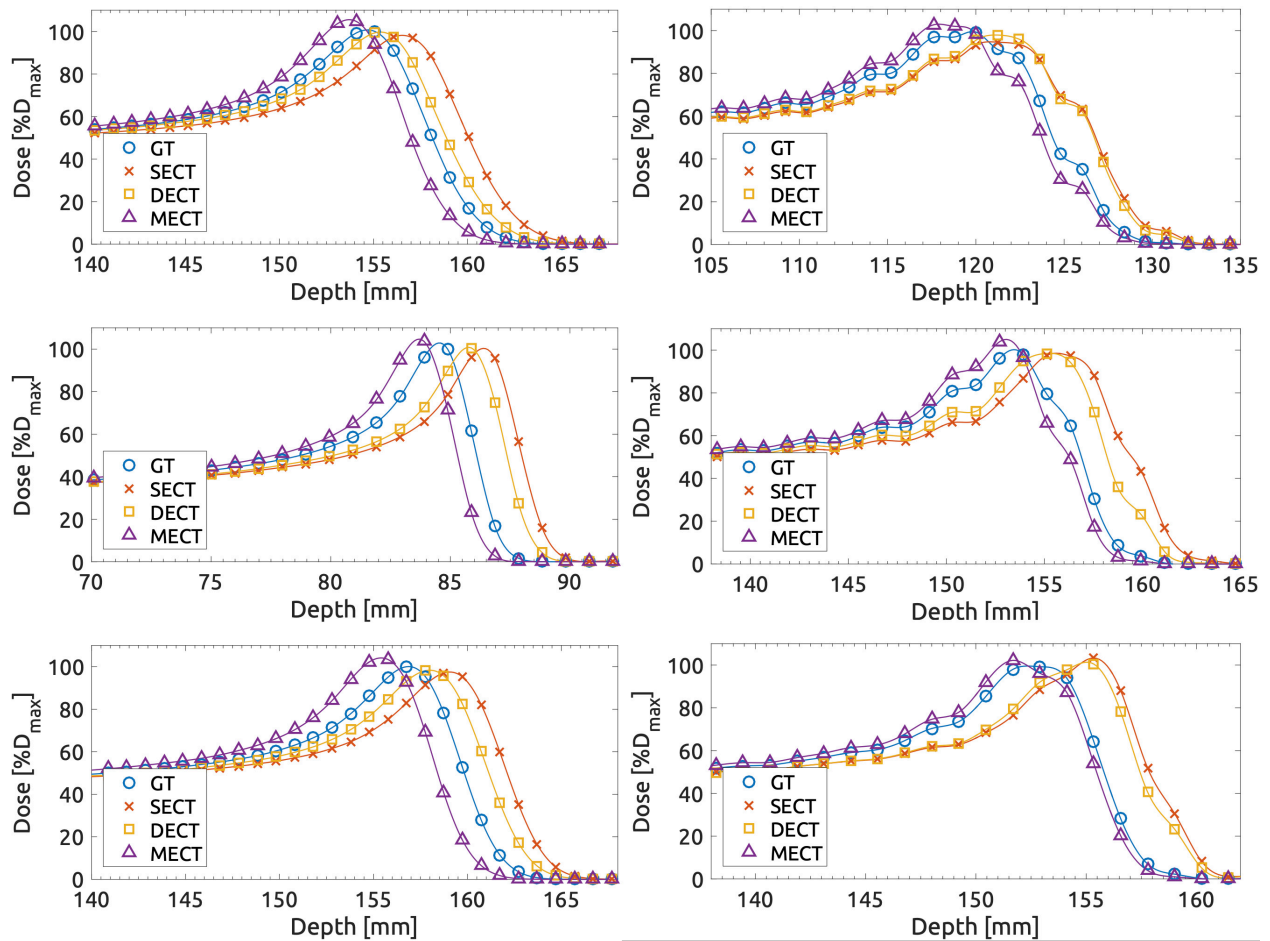 Dose [%Dmax]
100
80
60
40
20
0
GT
SECT
DECT
MECT
140 145 150 155 160 165
Depth [mm]
Dose [%Dmax]
100
80
60
40
20
0
GT
SECT
DECT
MECT
105 110 115 120 125 130 135
Depth [mm]
Dose [%Dmax]
100
80
60
40
20
0
GT
SECT
DECT
MECT
70 75 80 85 90
Depth [mm]
Dose [%Dmax]
100
80
60
40
20
0
GT
SECT
DECT
MECT
140 145 150 155 160 165
Depth [mm]
Dose [%Dmax]
100
80
60
40
20
0
GT
SECT
DECT
MECT
140 145 150 155 160 165
Depth [mm]
Dose [%Dmax]
100
80
60
40
20
0
GT
SECT
DECT
MECT
140 145 150 155 160
Depth [mm]